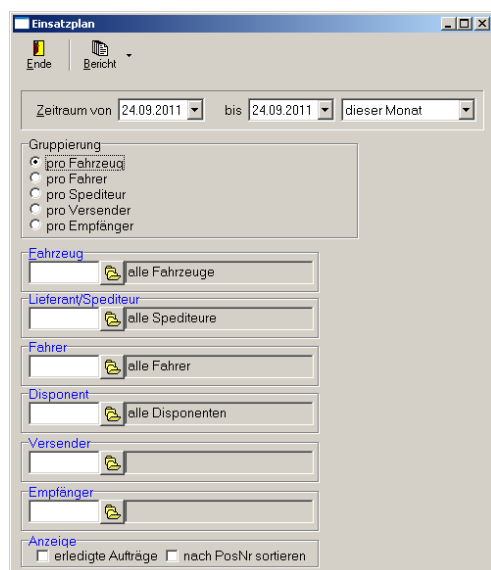 Einsatzplan
Ende Bericht
Zeitraum von 24.09.2011 bis 24.09.2011 dieser Monat
Gruppierung
pro Fahrzeug
pro Fahrer
pro Spediteur
pro Versender
pro Empfänger
Fahrzeug
alle Fahrzeuge
Lieferant/Spediteur
alle Spediteure
Fahrer
alle Fahrer
Disponent
alle Disponenten
Versender
Empfänger
Anzeige
erledigte Aufträge nach PosNr sortieren